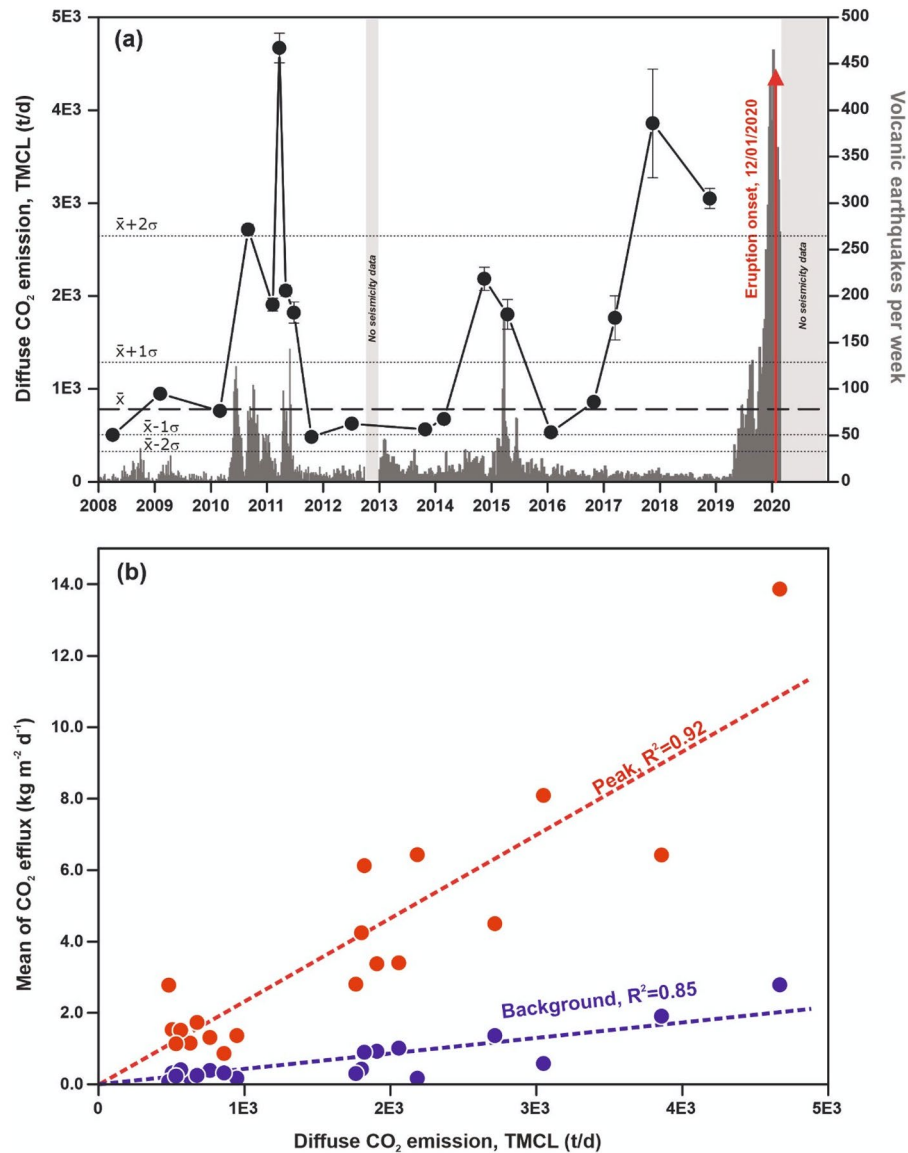 (a)
5E3
4E3
3E3
2E3
1E3
0
Diffuse CO₂ emission, TMCL (t/d)
500
450
400
350
300
250
200
150
100
50
0
Volcanic earthquakes per week
x̄+2σ
x̄+1σ
x̄
x̄-1σ
x̄-2σ
No seismicity data
Eruption onset, 12/01/2020
No seismicity data
2008 2009 2010 2011 2012 2013 2014 2015 2016 2017 2018 2019 2020
(b)
14.0
12.0
10.0
8.0
6.0
4.0
2.0
0.0
Mean of CO₂ efflux (kg m⁻² d⁻¹)
Peak, R²=0.92
Background, R²=0.85
0 1E3 2E3 3E3 4E3 5E3
Diffuse CO₂ emission, TMCL (t/d)